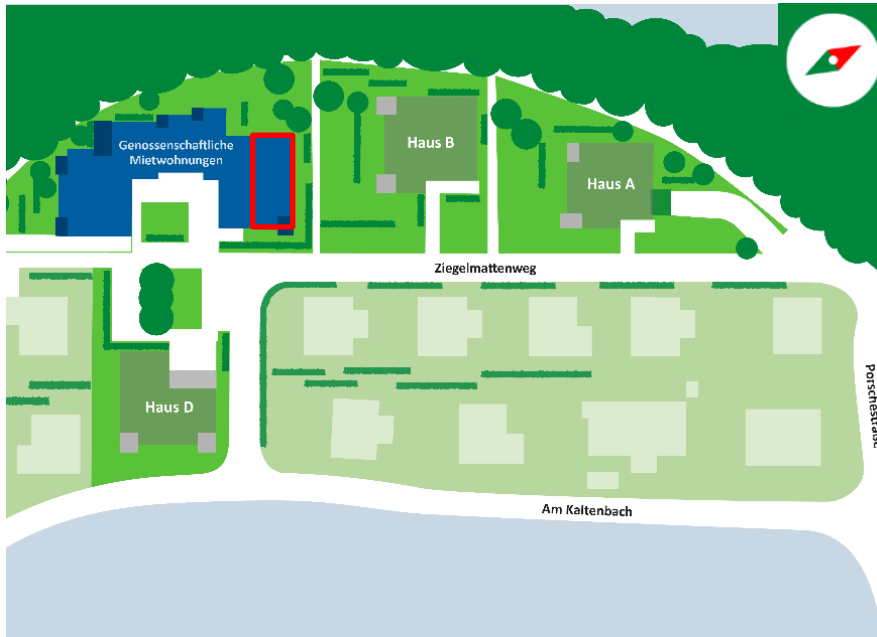 Genossenschaftliche
Mietwohnungen
Haus B
Haus A
Ziegelmattenweg
Porschestraße
Haus D
Am Kaltenbach